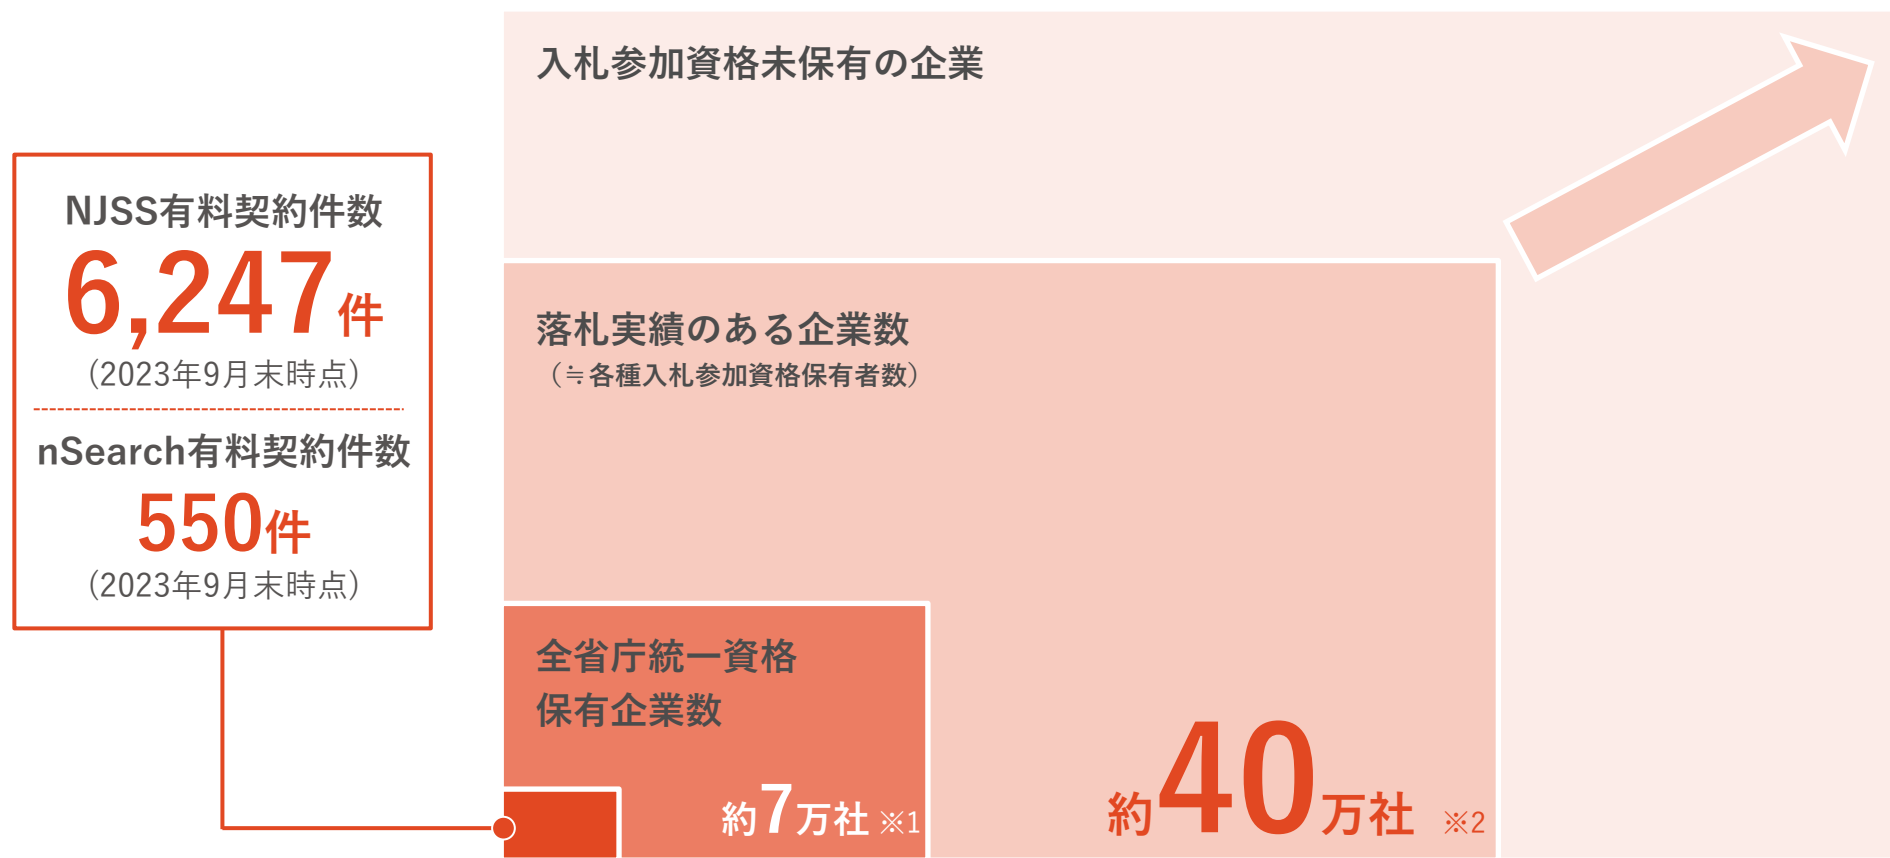 入札参加資格未保有の企業
NJSS有料契約件数
6,247件
（2023年9月末時点）
nSearch有料契約件数
550件
（2023年9月末時点）
落札実績のある企業数
（≒各種入札参加資格保有者数）
全省庁統一資格
保有企業数
約7万社 ※1
約40万社 ※2